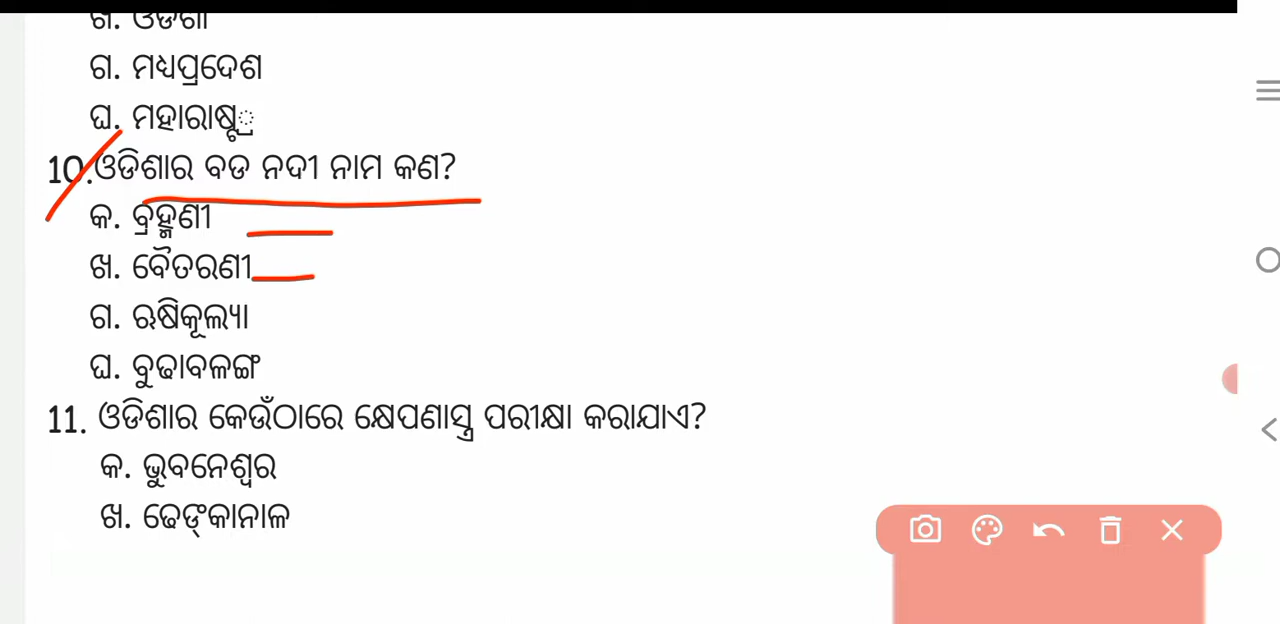 ଖ. ଓଡିଶା
ଗ. ମଧ୍ୟପ୍ରଦେଶ
ଘ. ମହାରାଷ୍ଟ୍ର
10. ଓଡିଶାର ବଡ ନଦୀ ନାମ କଣ?
କ. ବ୍ରହ୍ମଣୀ
ଖ. ବୈତରଣୀ
ଗ. ଋଷିକୂଲ୍ୟା
ଘ. ବୁଢାବଳଙ୍ଗ
11. ଓଡିଶାର କେଉଁଠାରେ କ୍ଷେପଣାସ୍ତ୍ର ପରୀକ୍ଷା କରାଯାଏ?
କ. ଭୁବନେଶ୍ୱର
ଖ. ଢେଙ୍କାନାଳ